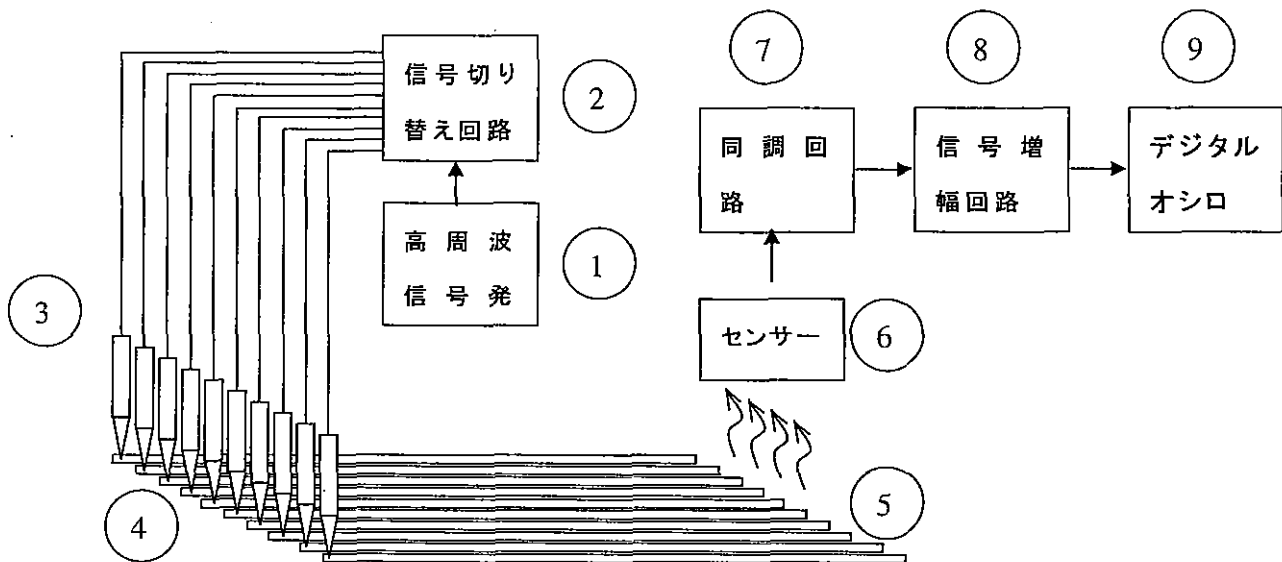 7
8
9
信号切り
替え回路
2
同調回
路
信号増
幅回路
デジタル
オシロ
高周波
信号発
1
3
センサー
6
4
5